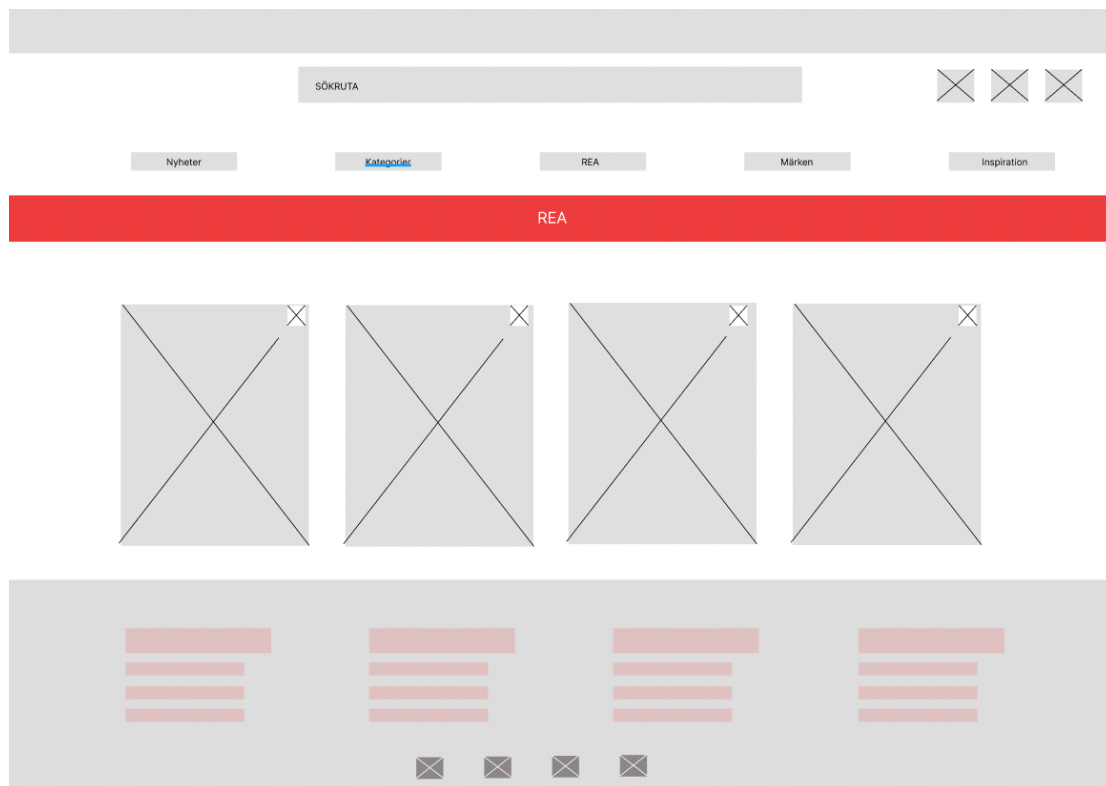 SÖKRUTA
Nyheter
Kategorier
REA
Märken
Inspiration
REA